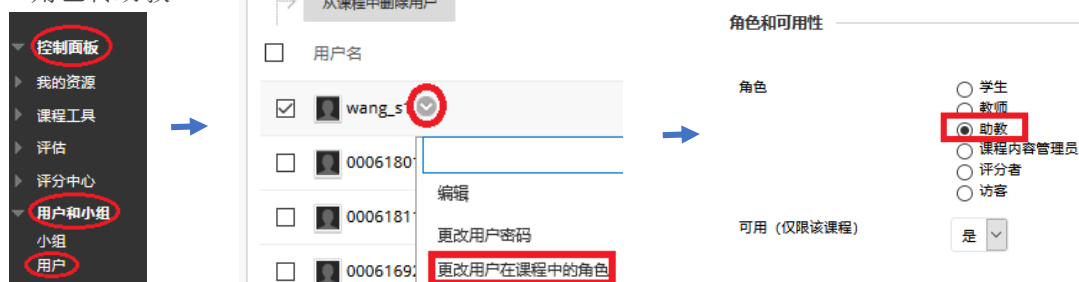 控制面板
我的资源
课程工具
评估
评分中心
用户和小组
小组
用户
从课程中删除用户
用户名
wang_s1
0006180
0006181
0006169
编辑
更改用户密码
更改用户在课程中的角色
角色和可用性
角色
学生
教师
助教
课程内容管理员
评分者
访客
可用（仅限该课程）
是